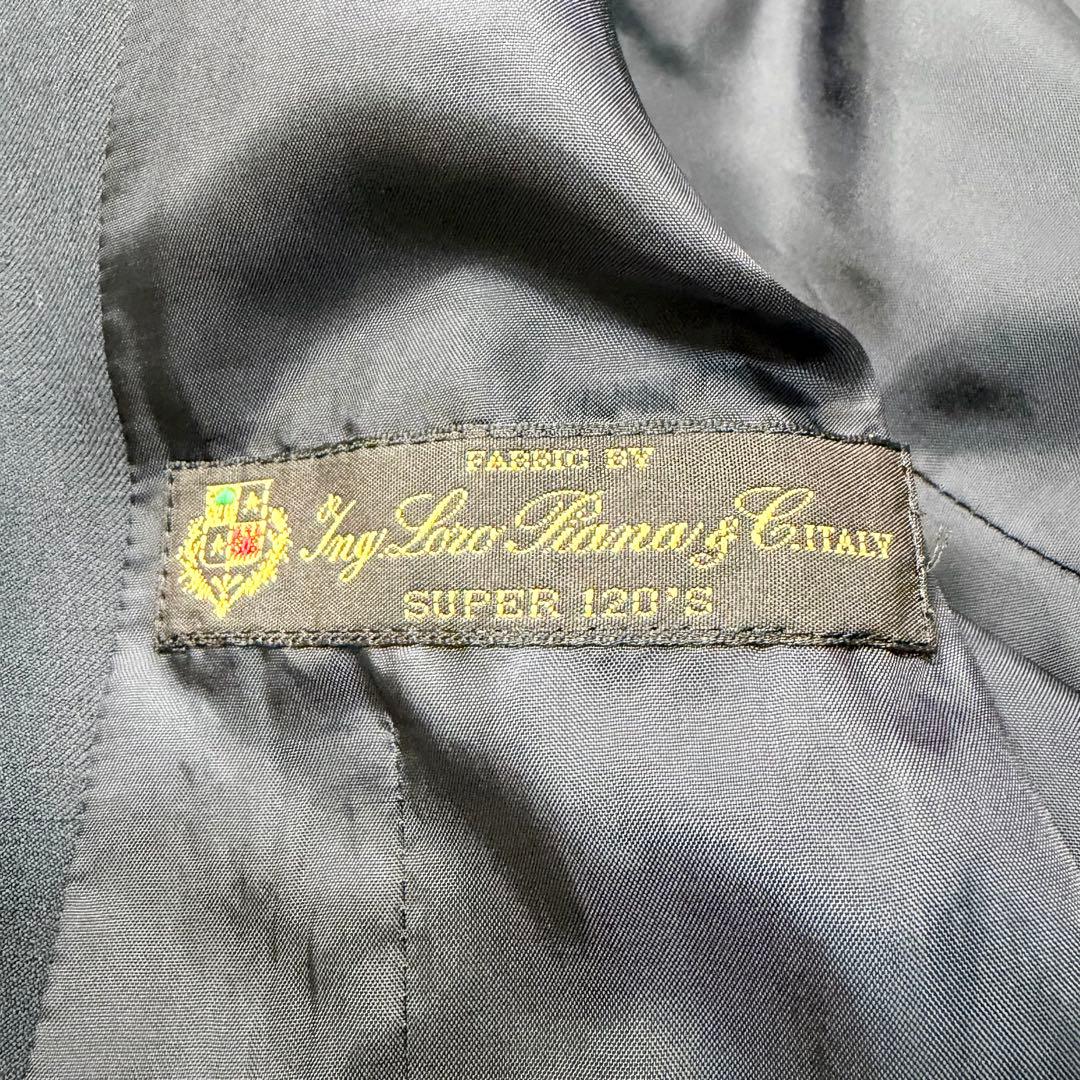 FABRIC BY
Ing Loro Piana & C. ITALY
SUPER 120'S